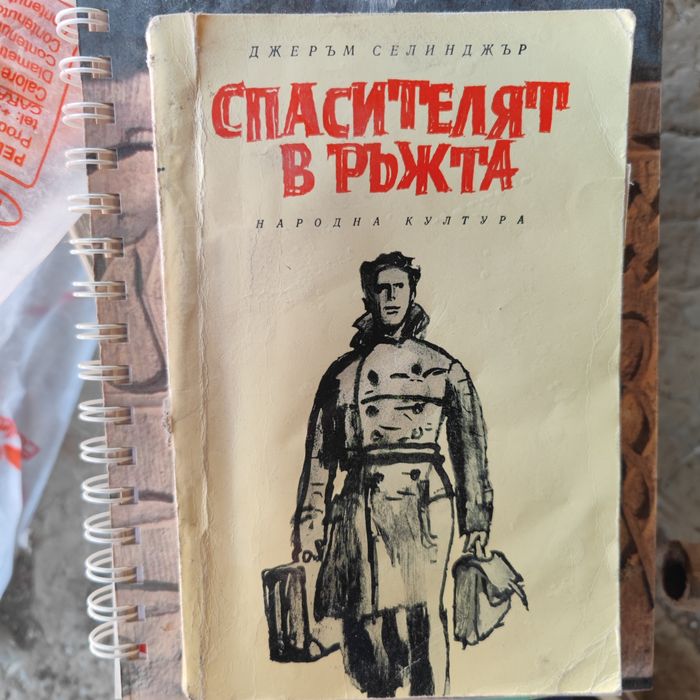 ДЖЕРЪМ СЕЛИНДЖЪР
СПАСИТЕЛЯТ
В РЪЖТА
НАРОДНА КУЛТУРА